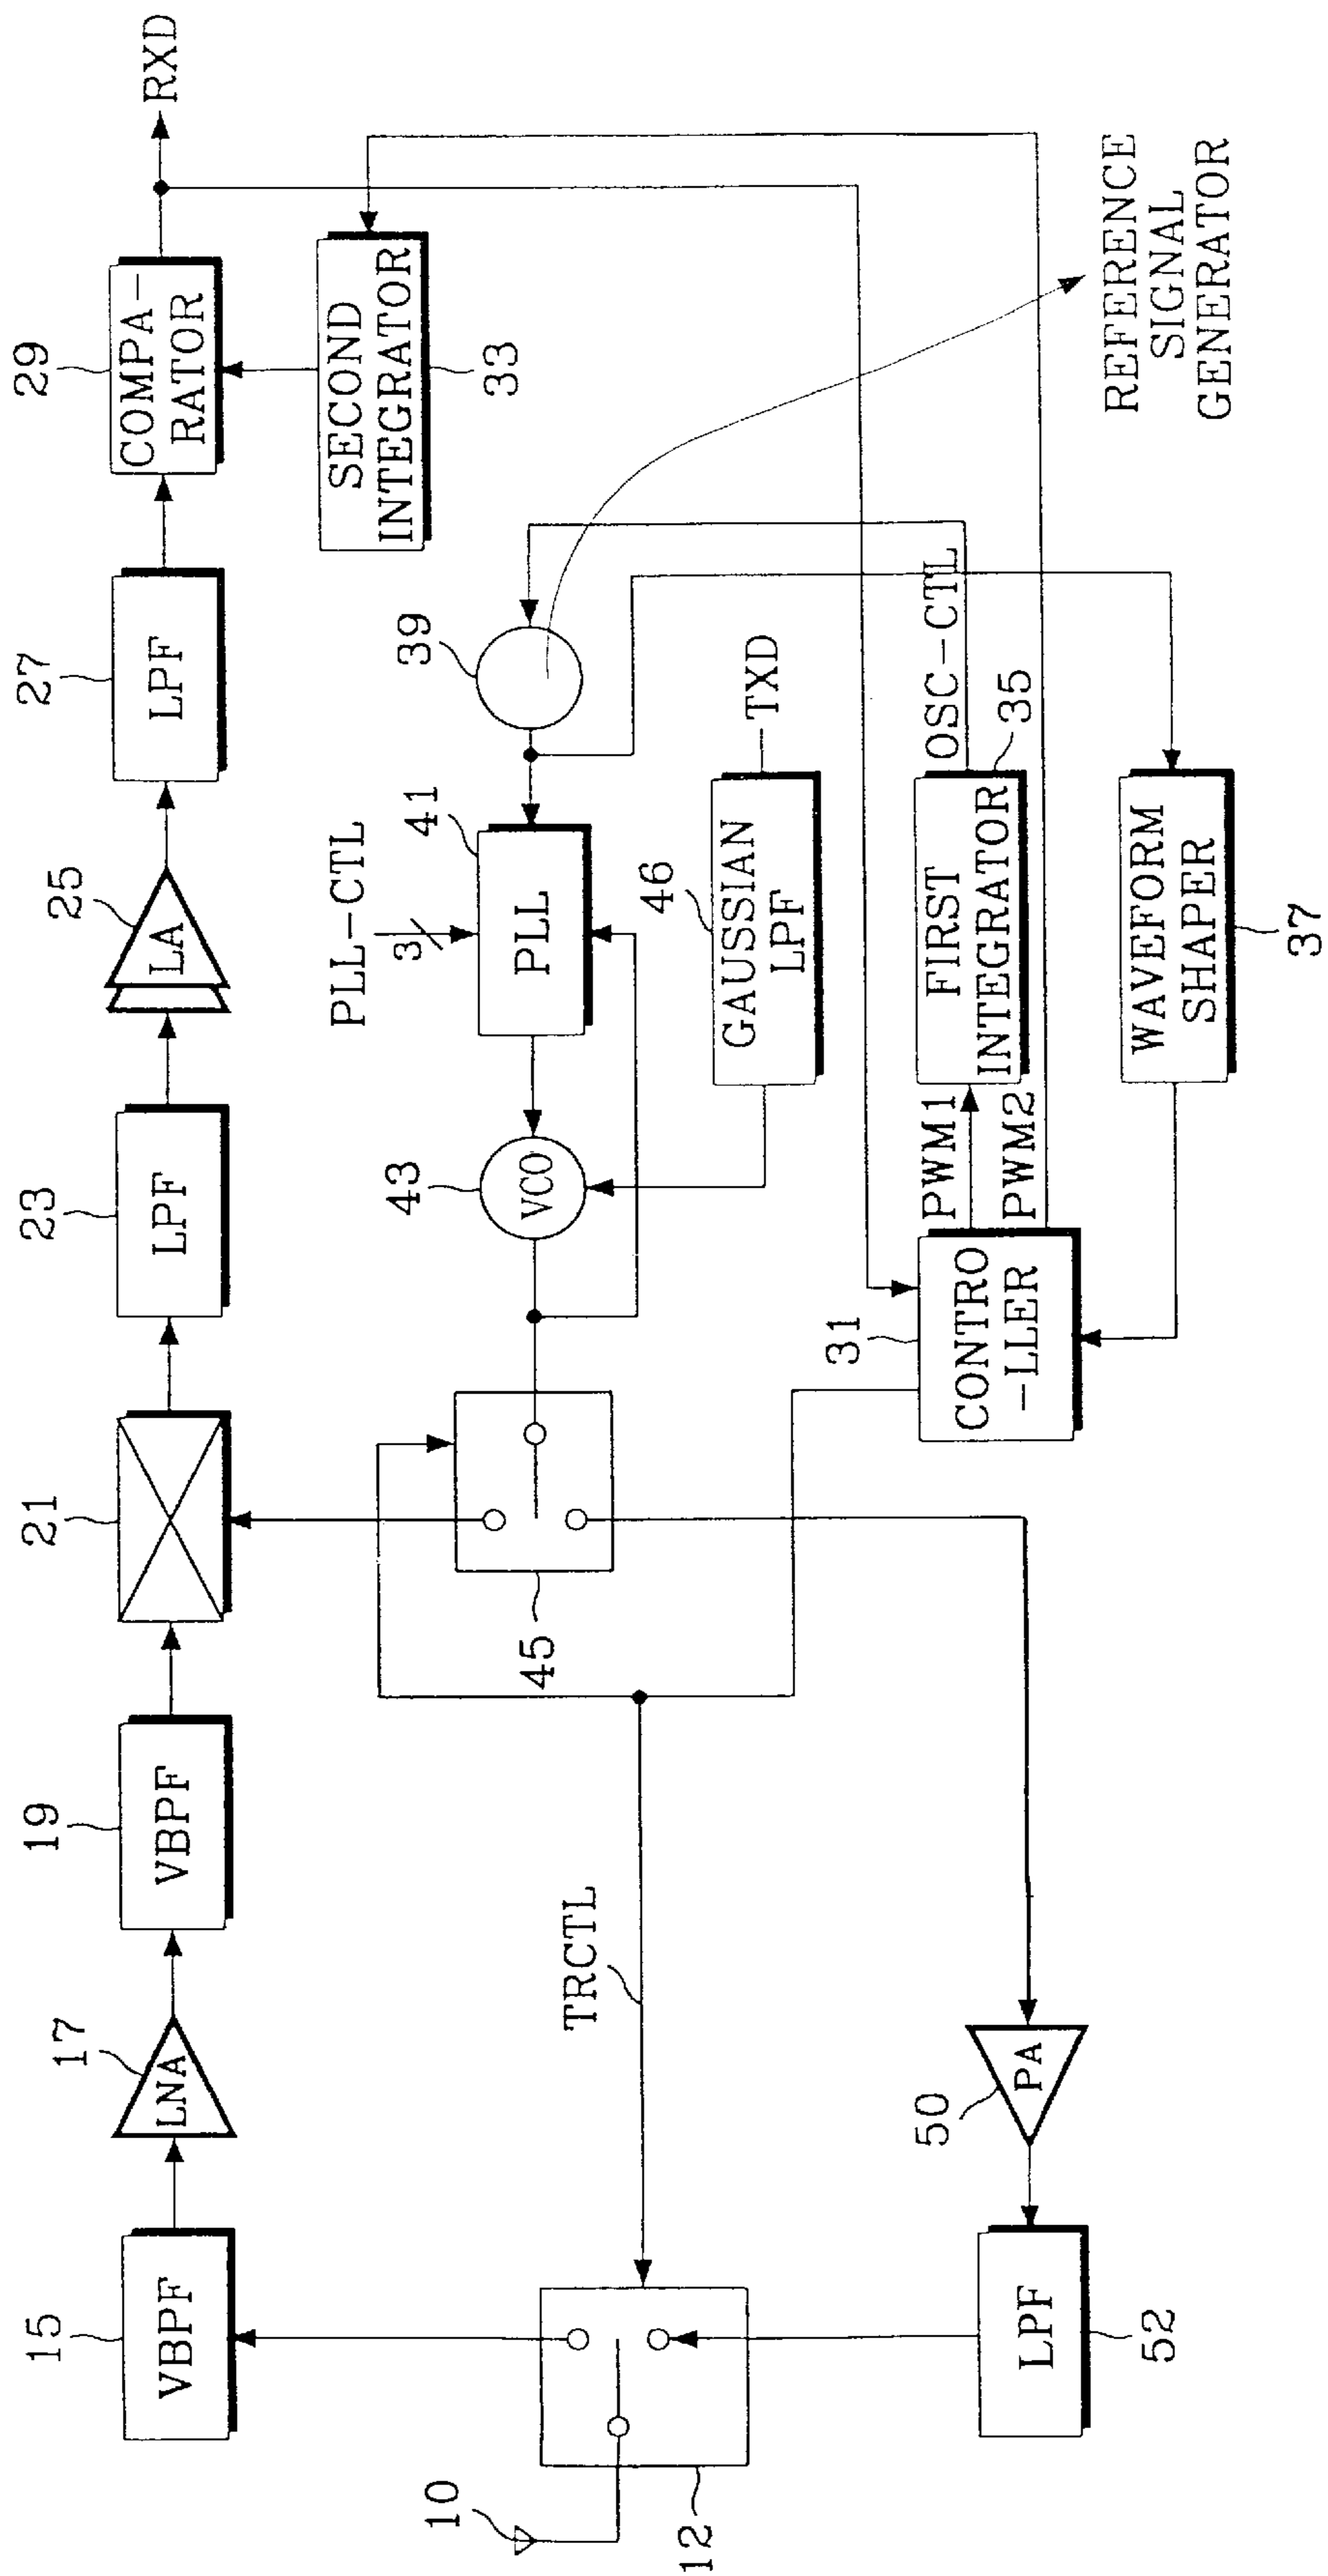 15
VBPF
17
LNA
19
VBPF
21
23
LPF
25
LA
27
LPF
29
COMPA-
RATOR
RXD
SECOND
INTEGRATOR
33
PLL-CTL
3
41
PLL
39
43
VCO
45
46
GAUSSIAN
LPF
TXD
REFERENCE
SIGNAL
GENERATOR
TRCTL
10
12
31
CONTRO
-LLER
PWM1
PWM2
FIRST
INTEGRATOR
35
OSC-CTL
WAVEFORM
SHAPER
37
50
PA
LPF
52